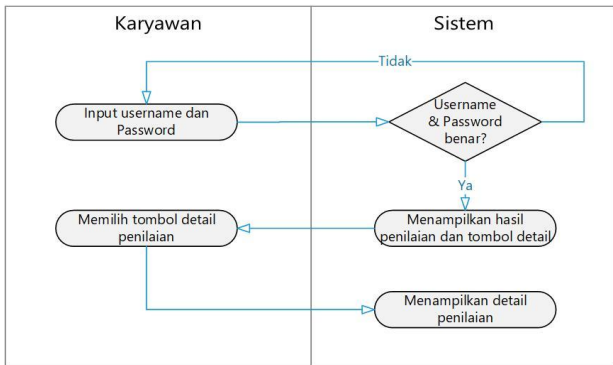 Karyawan
Sistem
Tidak
Input username dan
Password
Username
& Password
benar?
Ya
Memilih tombol detail
penilaian
Menampilkan hasil
penilaian dan tombol detail
Menampilkan detail
penilaian